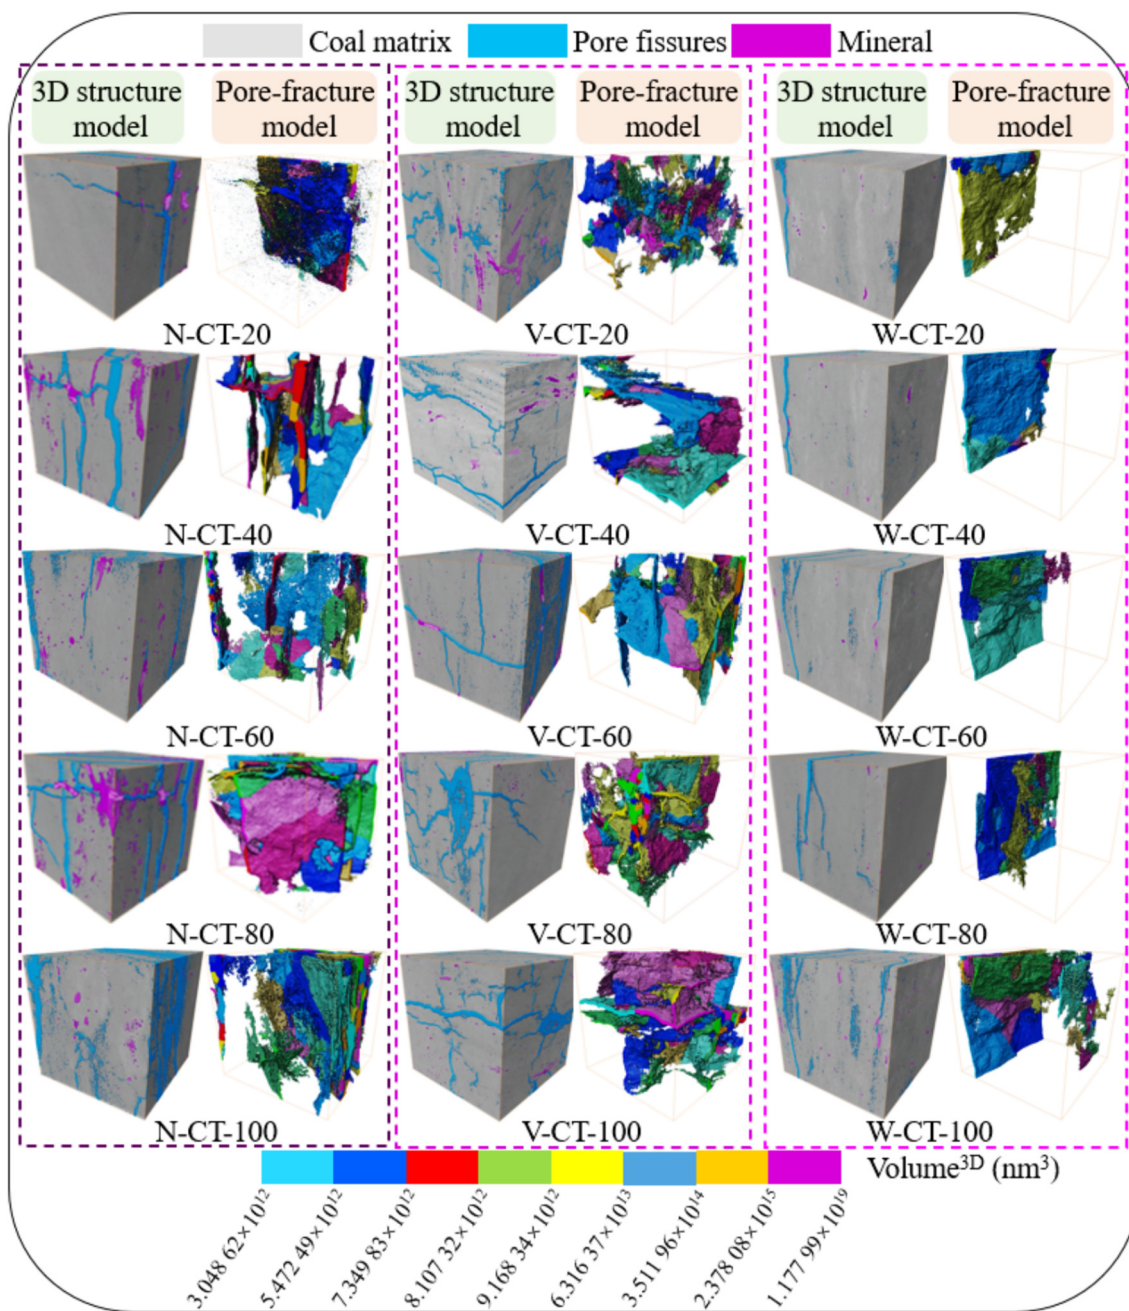 Coal matrix Pore fissures Mineral
3D structure model Pore-fracture model 3D structure model Pore-fracture model 3D structure model Pore-fracture model
N-CT-20 V-CT-20 W-CT-20
N-CT-40 V-CT-40 W-CT-40
N-CT-60 V-CT-60 W-CT-60
N-CT-80 V-CT-80 W-CT-80
N-CT-100 V-CT-100 W-CT-100
Volume³ᴰ (nm³)
3.048 62×10¹²
5.472 49×10¹²
7.349 83×10¹²
8.107 32×10¹²
9.168 34×10¹²
6.316 37×10¹³
3.511 96×10¹⁴
2.378 08×10¹⁵
1.177 99×10¹⁹